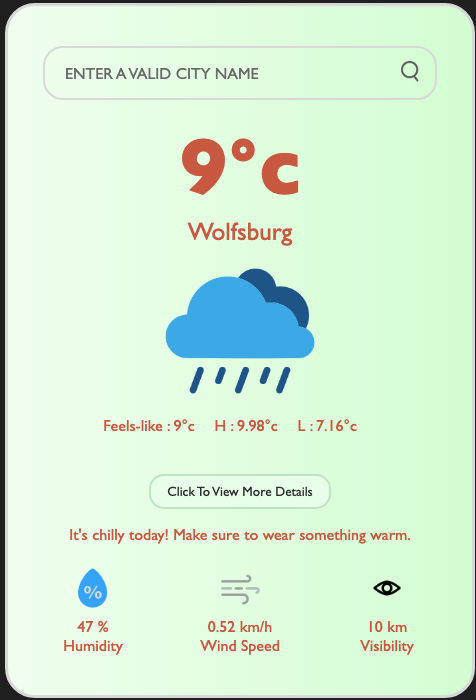 ENTER A VALID CITY NAME
9°c
Wolfsburg
Feels-like : 9°c H : 9.98°c L : 7.16°c
Click To View More Details
It's chilly today! Make sure to wear something warm.
%
47 % 0.52 km/h 10 km
Humidity Wind Speed Visibility